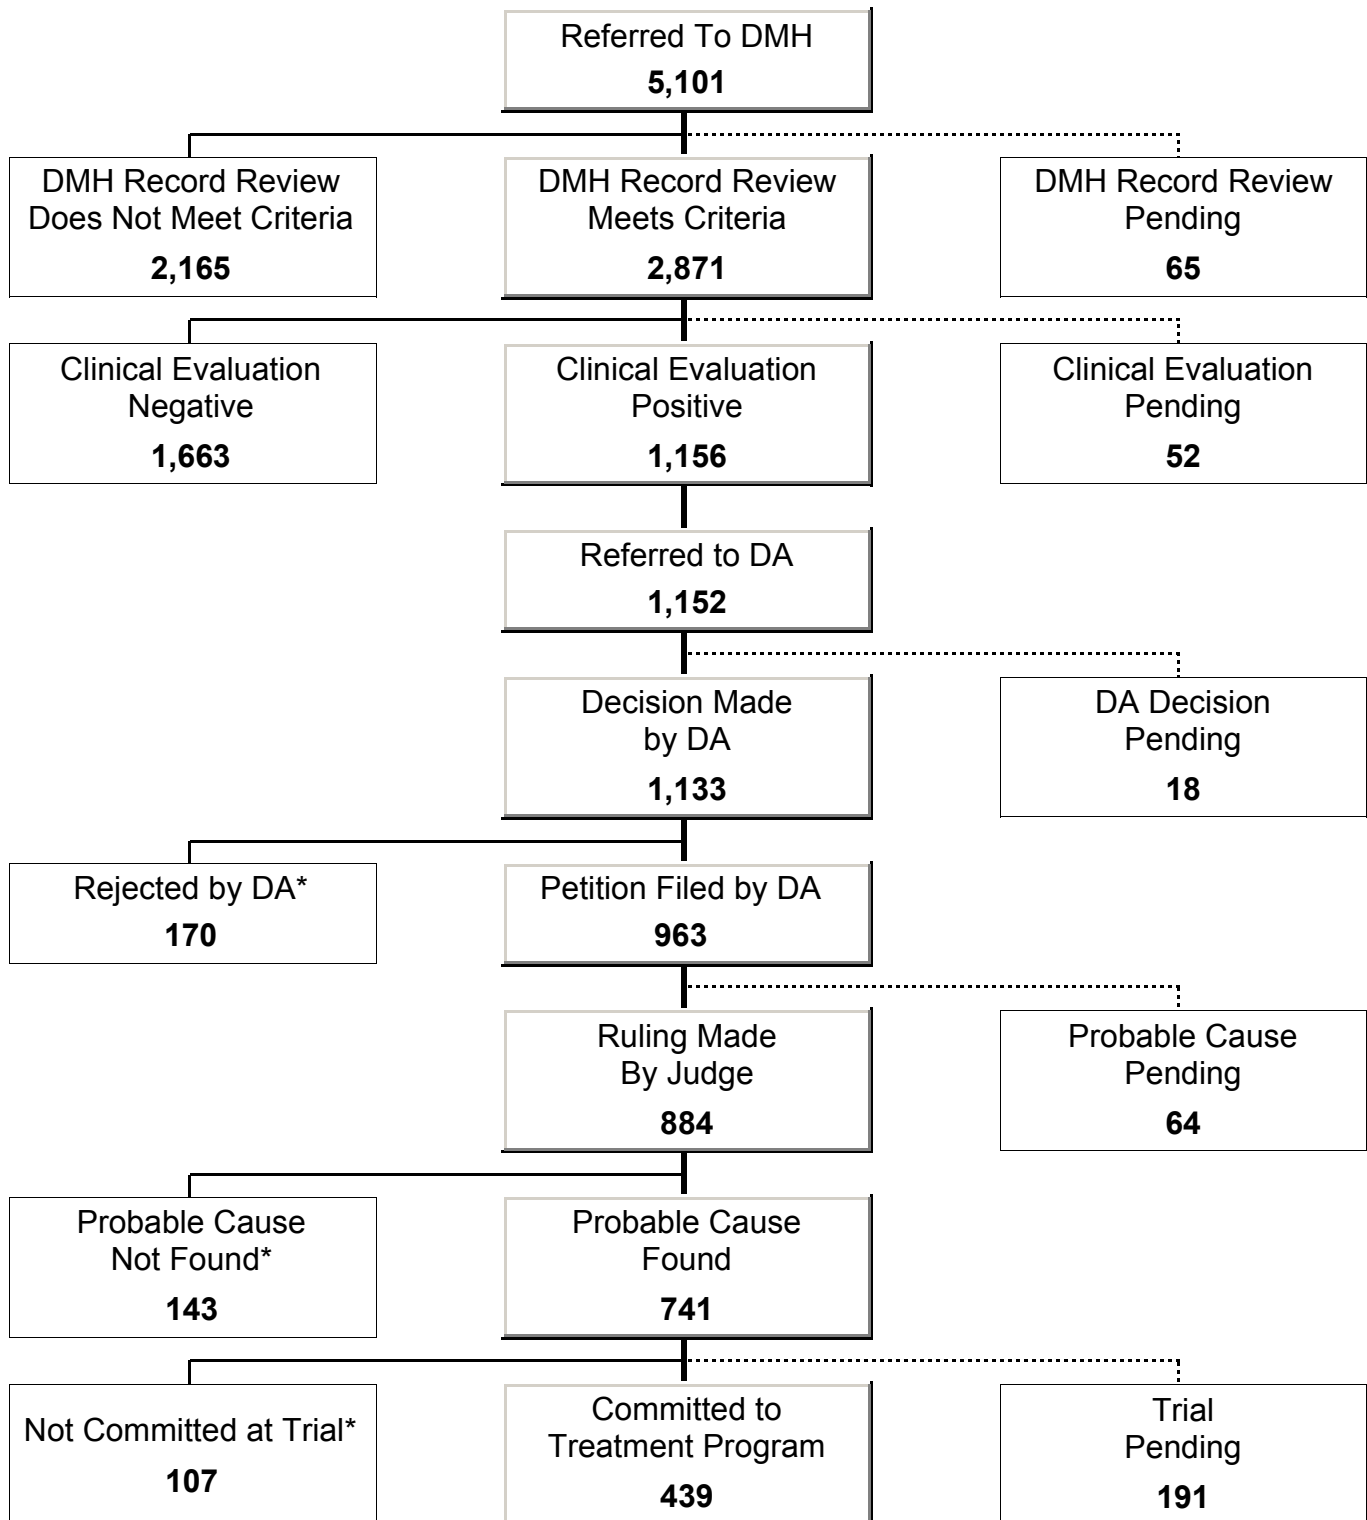 Referred To DMH
5,101
DMH Record Review
Does Not Meet Criteria
2,165
DMH Record Review
Meets Criteria
2,871
DMH Record Review
Pending
65
Clinical Evaluation
Negative
1,663
Clinical Evaluation
Positive
1,156
Clinical Evaluation
Pending
52
Referred to DA
1,152
Decision Made
by DA
1,133
DA Decision
Pending
18
Rejected by DA*
170
Petition Filed by DA
963
Ruling Made
By Judge
884
Probable Cause
Pending
64
Probable Cause
Not Found*
143
Probable Cause
Found
741
Not Committed at Trial*
107
Committed to
Treatment Program
439
Trial
Pending
191